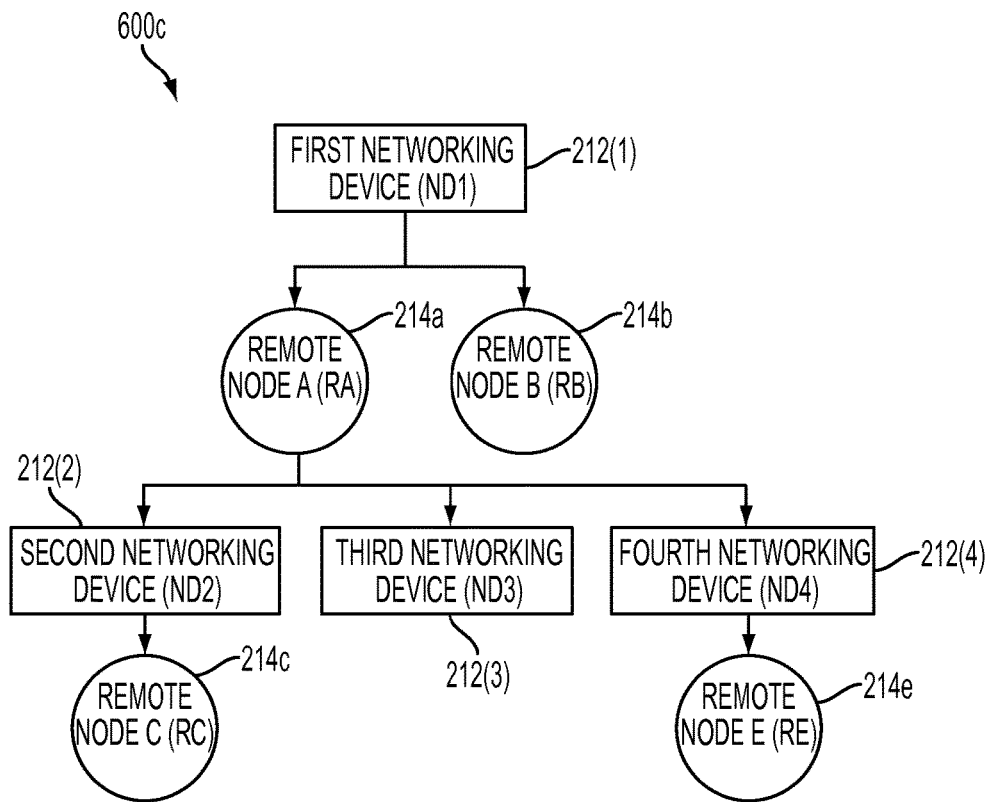 600c
FIRST NETWORKING
DEVICE (ND1)
212(1)
214a
214b
REMOTE
NODE A (RA)
REMOTE
NODE B (RB)
212(2)
SECOND NETWORKING
DEVICE (ND2)
THIRD NETWORKING
DEVICE (ND3)
FOURTH NETWORKING
DEVICE (ND4)
212(4)
214c
212(3)
214e
REMOTE
NODE C (RC)
REMOTE
NODE E (RE)